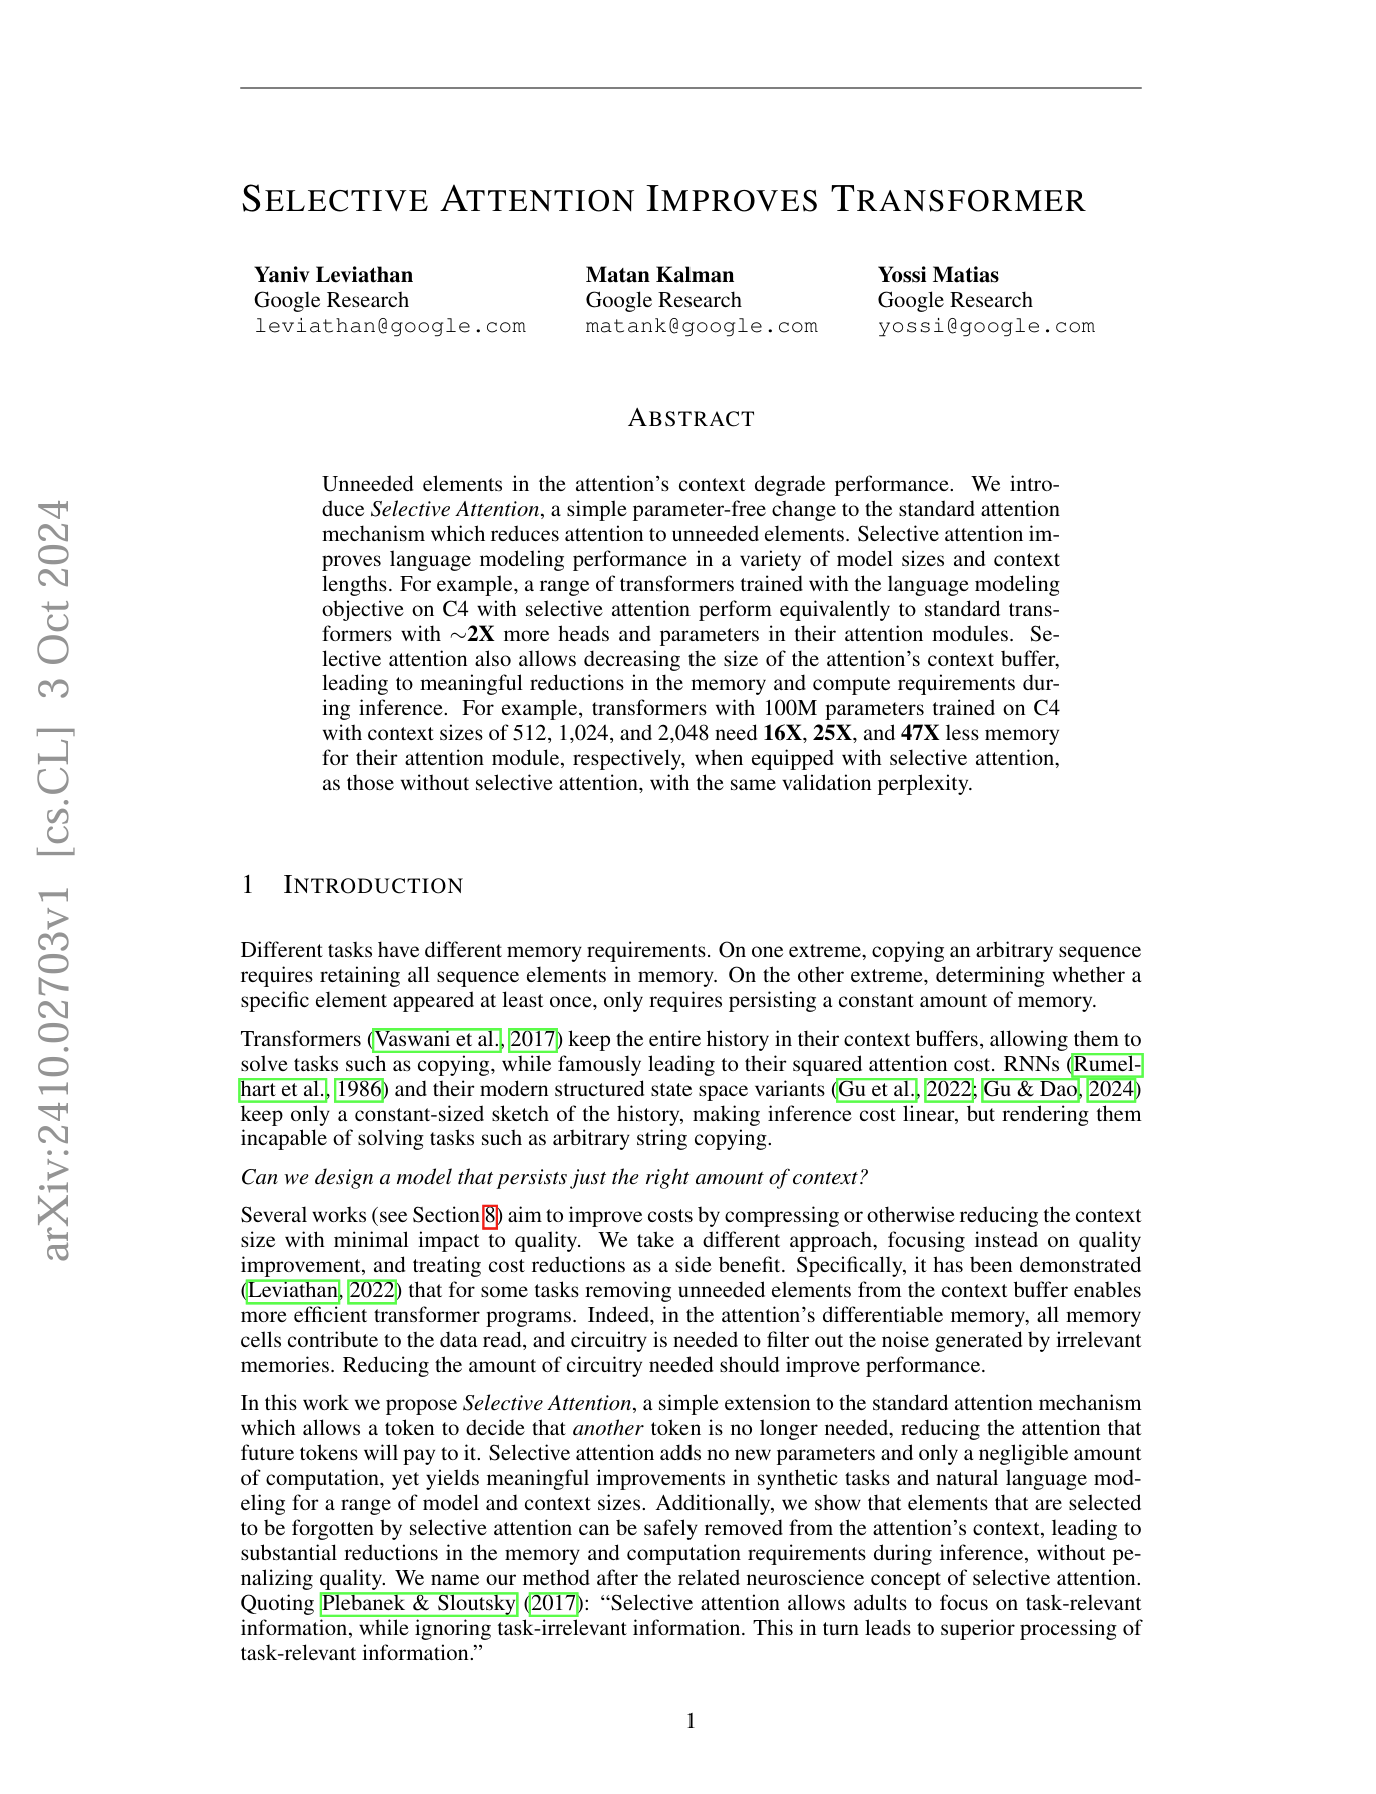 arXiv:2410.02703v1 [cs.CL] 3 Oct 2024
SELECTIVE ATTENTION IMPROVES TRANSFORMER
Yaniv Leviathan
Google Research
leviathan@google.com
Matan Kalman
Google Research
matank@google.com
Yossi Matias
Google Research
yossi@google.com
ABSTRACT
Unneeded elements in the attention's context degrade performance. We intro-
duce Selective Attention, a simple parameter-free change to the standard attention
mechanism which reduces attention to unneeded elements. Selective attention im-
proves language modeling performance in a variety of model sizes and context
lengths. For example, a range of transformers trained with the language modeling
objective on C4 with selective attention perform equivalently to standard trans-
formers with ∼2X more heads and parameters in their attention modules. Se-
lective attention also allows decreasing the size of the attention's context buffer,
leading to meaningful reductions in the memory and compute requirements dur-
ing inference. For example, transformers with 100M parameters trained on C4
with context sizes of 512, 1,024, and 2,048 need 16X, 25X, and 47X less memory
for their attention module, respectively, when equipped with selective attention,
as those without selective attention, with the same validation perplexity.
1 INTRODUCTION
Different tasks have different memory requirements. On one extreme, copying an arbitrary sequence
requires retaining all sequence elements in memory. On the other extreme, determining whether a
specific element appeared at least once, only requires persisting a constant amount of memory.
Transformers (Vaswani et al., 2017) keep the entire history in their context buffers, allowing them to
solve tasks such as copying, while famously leading to their squared attention cost. RNNs (Rumel-
hart et al., 1986) and their modern structured state space variants (Gu et al., 2022; Gu & Dao, 2024)
keep only a constant-sized sketch of the history, making inference cost linear, but rendering them
incapable of solving tasks such as arbitrary string copying.
Can we design a model that persists just the right amount of context?
Several works (see Section 8) aim to improve costs by compressing or otherwise reducing the context
size with minimal impact to quality. We take a different approach, focusing instead on quality
improvement, and treating cost reductions as a side benefit. Specifically, it has been demonstrated
(Leviathan, 2022) that for some tasks removing unneeded elements from the context buffer enables
more efficient transformer programs. Indeed, in the attention's differentiable memory, all memory
cells contribute to the data read, and circuitry is needed to filter out the noise generated by irrelevant
memories. Reducing the amount of circuitry needed should improve performance.
In this work we propose Selective Attention, a simple extension to the standard attention mechanism
which allows a token to decide that another token is no longer needed, reducing the attention that
future tokens will pay to it. Selective attention adds no new parameters and only a negligible amount
of computation, yet yields meaningful improvements in synthetic tasks and natural language mod-
eling for a range of model and context sizes. Additionally, we show that elements that are selected
to be forgotten by selective attention can be safely removed from the attention's context, leading to
substantial reductions in the memory and computation requirements during inference, without pe-
nalizing quality. We name our method after the related neuroscience concept of selective attention.
Quoting Plebanek & Sloutsky (2017): "Selective attention allows adults to focus on task-relevant
information, while ignoring task-irrelevant information. This in turn leads to superior processing of
task-relevant information."
1